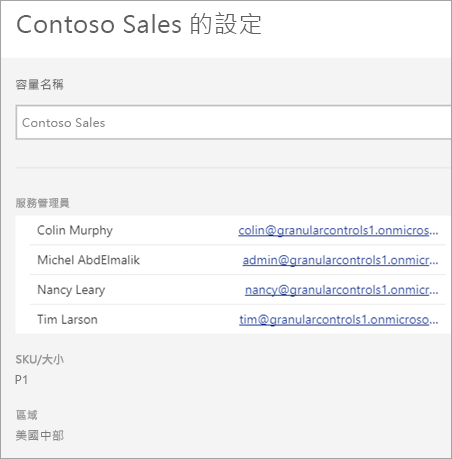 Contoso Sales 的設定
容量名稱
Contoso Sales
服務管理員
Colin Murphy colin@granularcontrols1.onmicros...
Michel AbdElmalik admin@granularcontrols1.onmicr...
Nancy Leary nancy@granularcontrols1.onmicr...
Tim Larson tim@granularcontrols1.onmicroso...
SKU/大小
P1
區域
美國中部